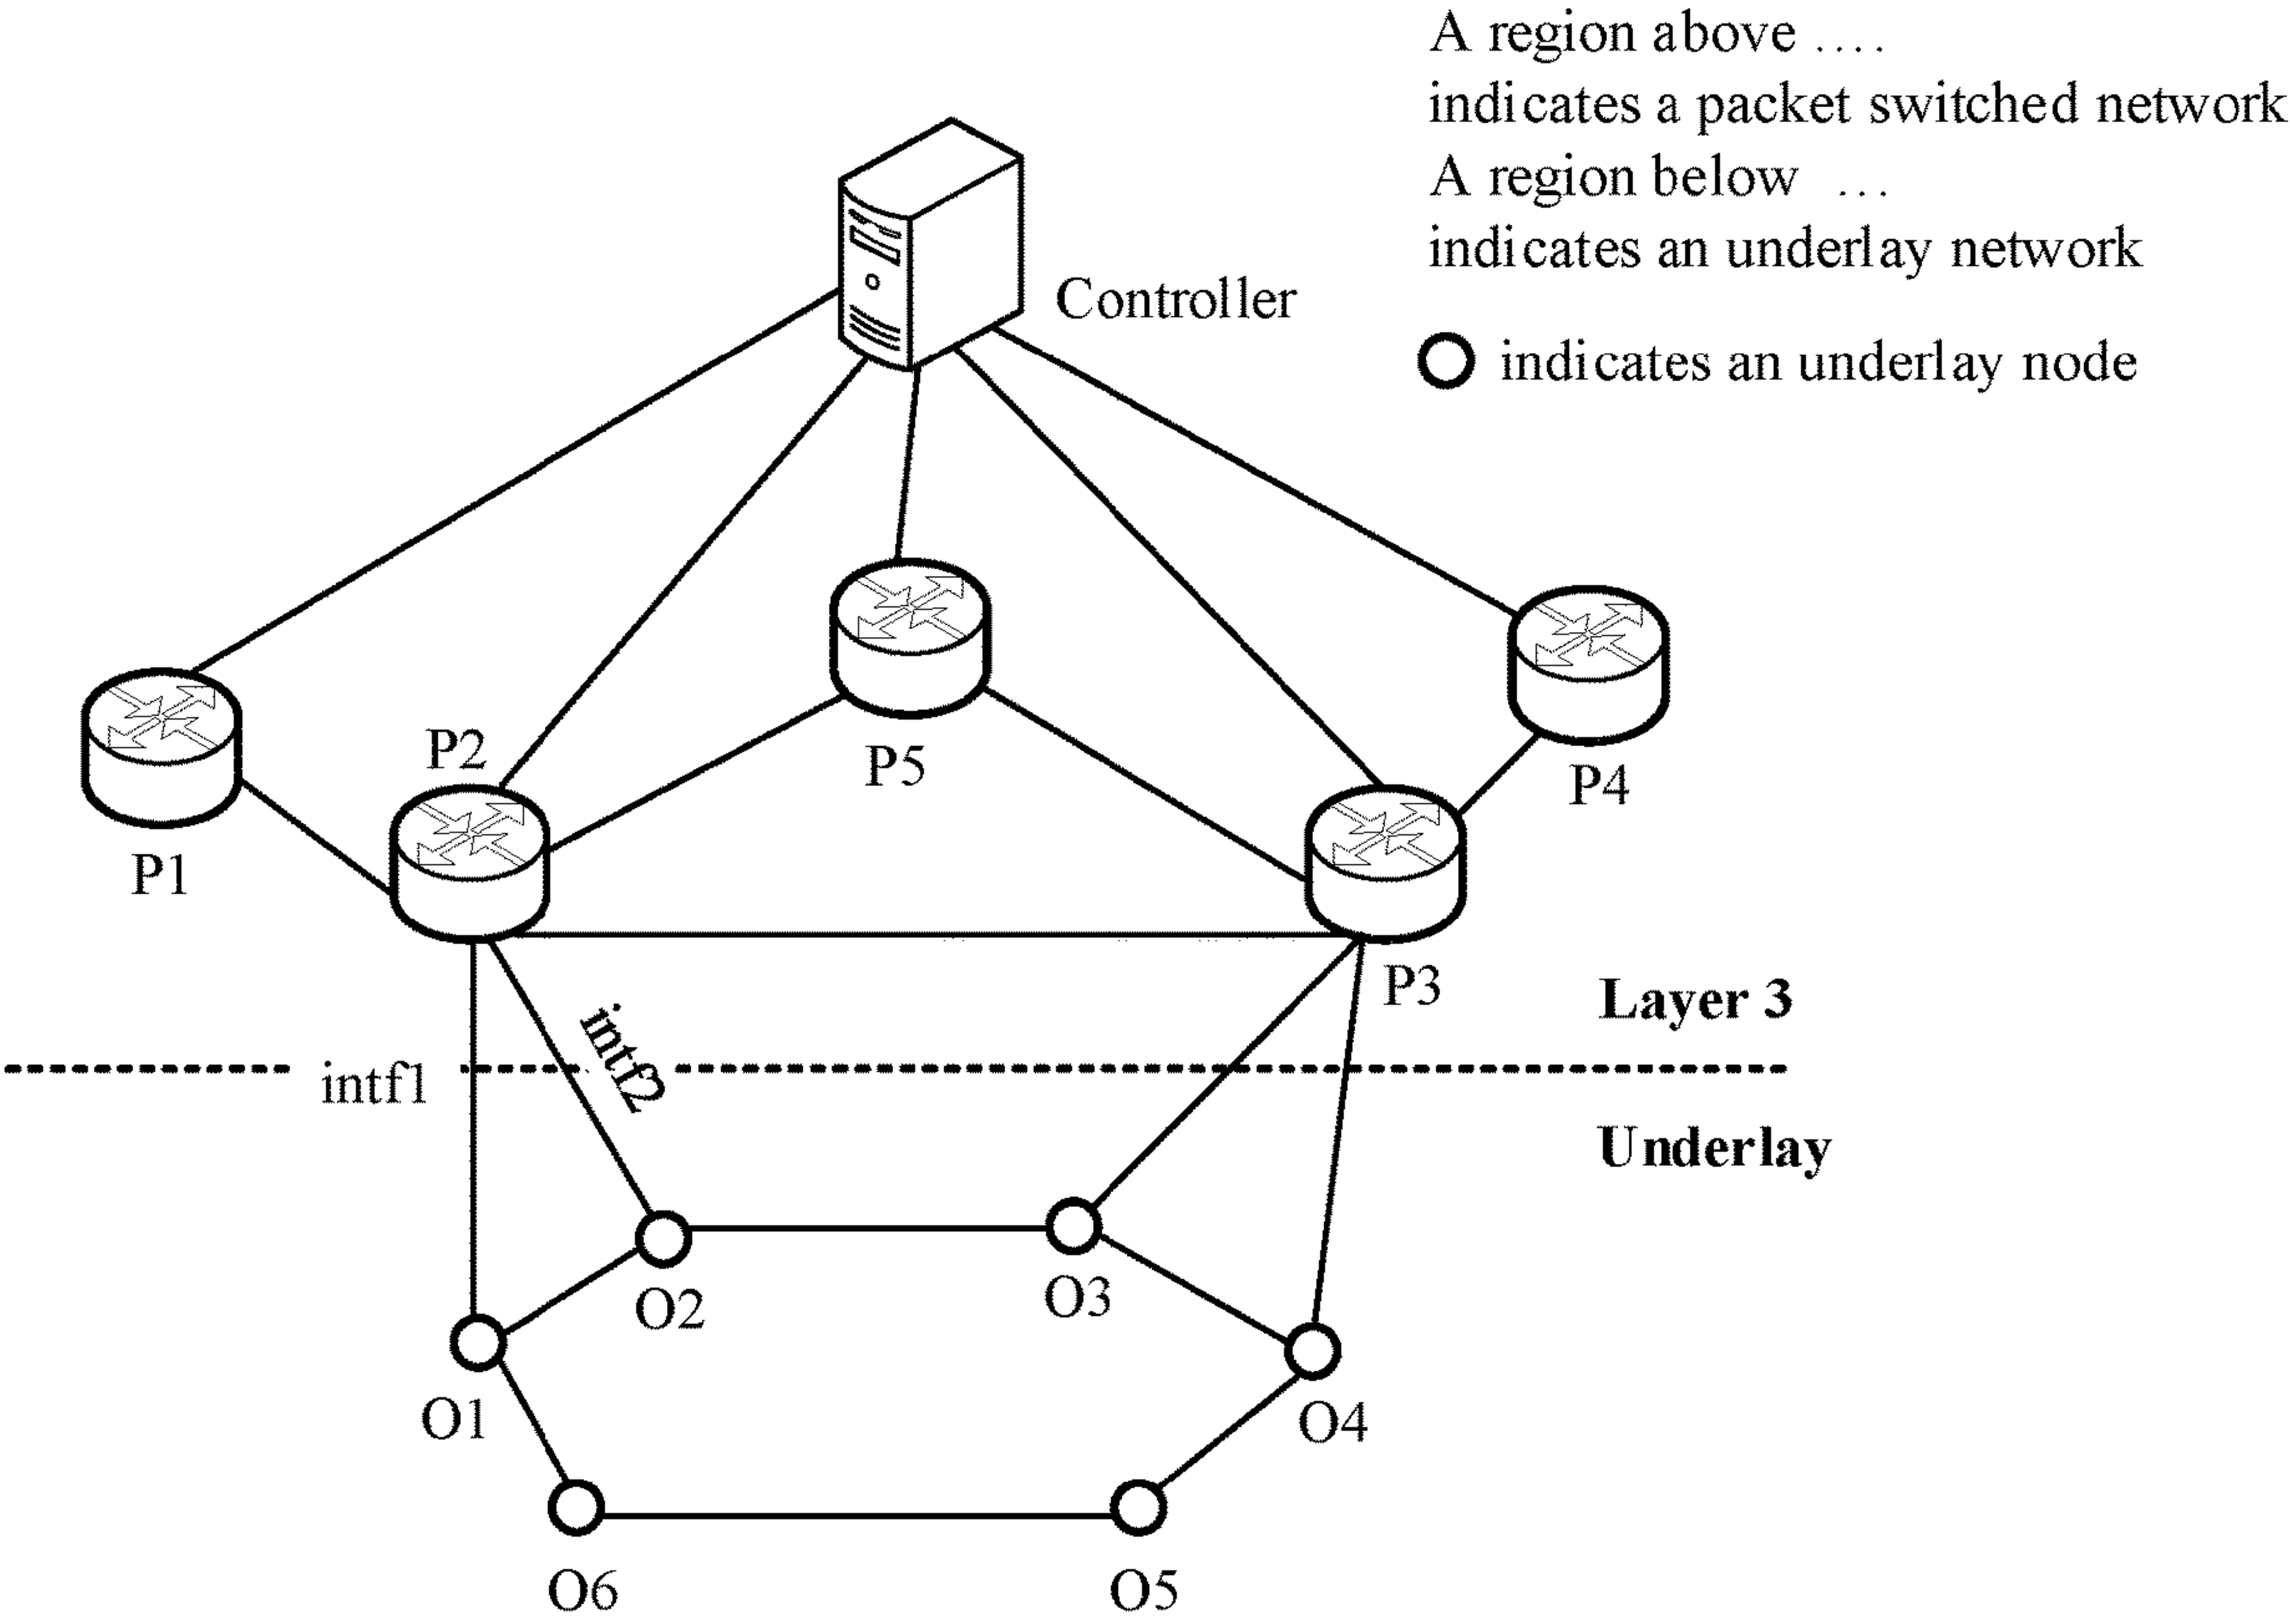 A region above ....
indicates a packet switched network
A region below ...
indicates an underlay network
Controller
indicates an underlay node
P2
P5
P4
P1
P3
Layer 3
intf1
intf2
Underlay
O2
O3
O1
O4
O6
O5